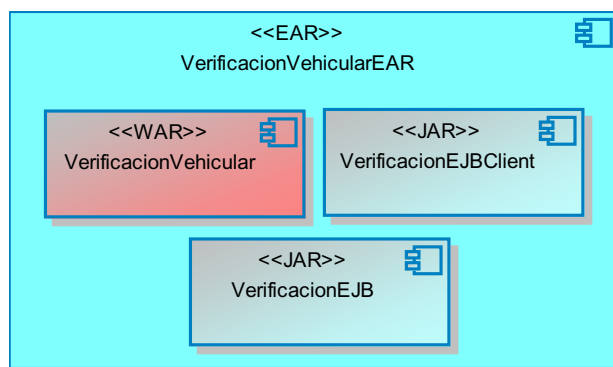 <<EAR>>
VerificacionVehicularEAR
<<WAR>>
VerificacionVehicular
<<JAR>>
VerificacionEJBClient
<<JAR>>
VerificacionEJB